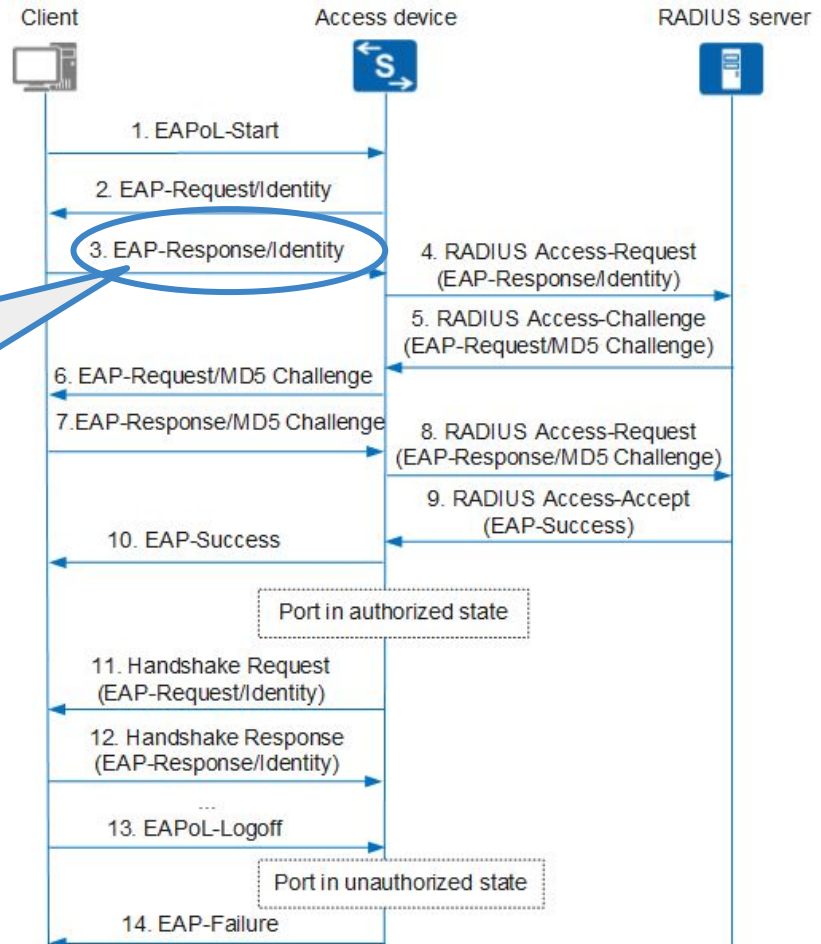 Client
Access device
RADIUS server
S
1. EAPoL-Start
2. EAP-Request/Identity
3. EAP-Response/Identity
4. RADIUS Access-Request
(EAP-Response/Identity)
5. RADIUS Access-Challenge
(EAP-Request/MD5 Challenge)
6. EAP-Request/MD5 Challenge
7.EAP-Response/MD5 Challenge
8. RADIUS Access-Request
(EAP-Response/MD5 Challenge)
9. RADIUS Access-Accept
(EAP-Success)
10. EAP-Success
Port in authorized state
11. Handshake Request
(EAP-Request/Identity)
12. Handshake Response
(EAP-Response/Identity)
...
13. EAPoL-Logoff
Port in unauthorized state
14. EAP-Failure